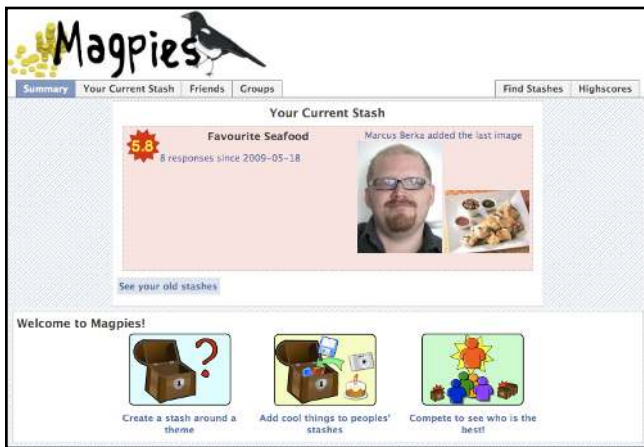 Magpies
Summary Your Current Stash Friends Groups Find Stashes Highscores
Your Current Stash
5.8
Favourite Seafood
8 responses since 2009-05-18
Marcus Berka added the last image
See your old stashes
Welcome to Magpies!
Create a stash around a
theme
Add cool things to peoples'
stashes
Compete to see who is the
best!